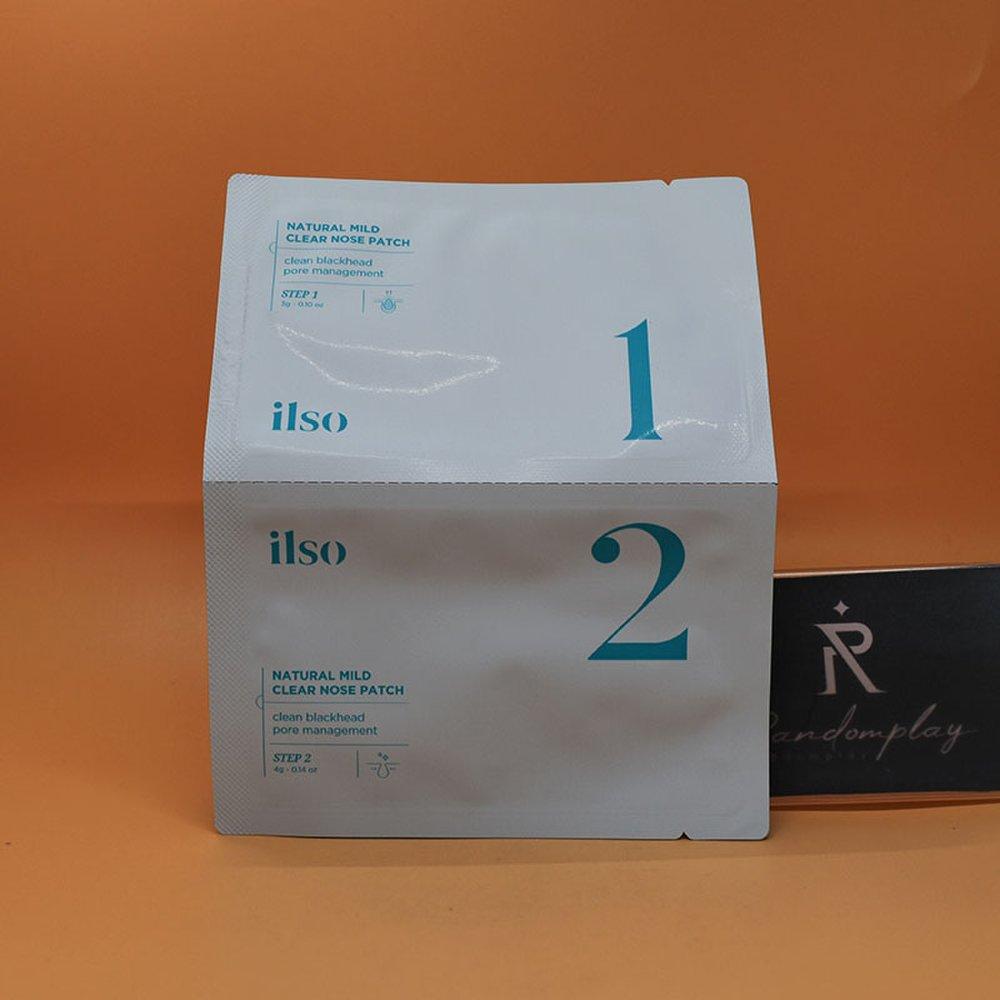 NATURAL MILD
CLEAR NOSE PATCH
clean blackhead
pore management
STEP 1
3g - 0.10 oz
ilso
1
ilso
2
NATURAL MILD
CLEAR NOSE PATCH
clean blackhead
pore management
STEP 2
4g - 0.14 oz
R
Randomplay